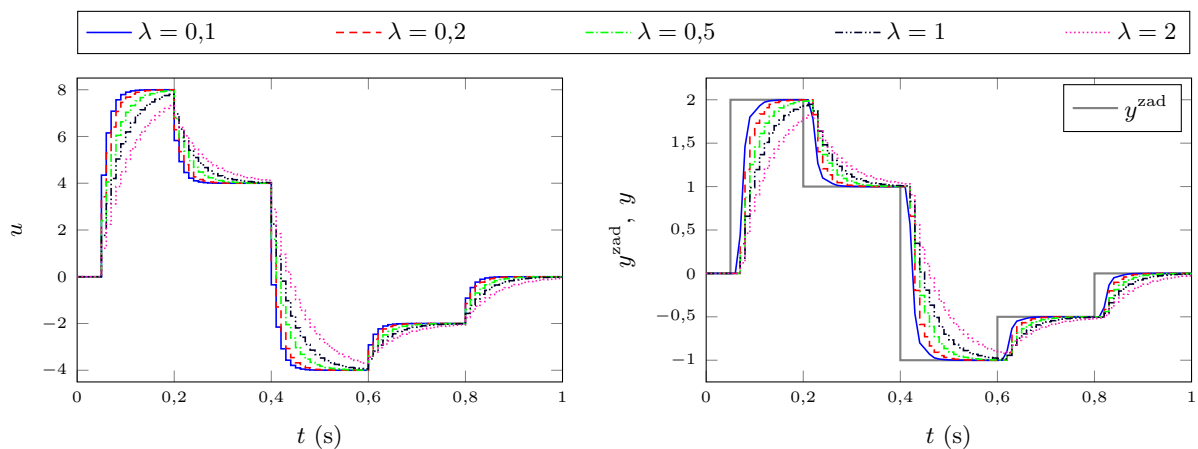 λ = 0,1 λ = 0,2 λ = 0,5 λ = 1 λ = 2
8
6
4
2
0
−2
−4
u
0 0,2 0,4 0,6 0,8 1
t (s)
2
1,5
1
0,5
0
−0,5
−1
y^zad , y
y^zad
0 0,2 0,4 0,6 0,8 1
t (s)